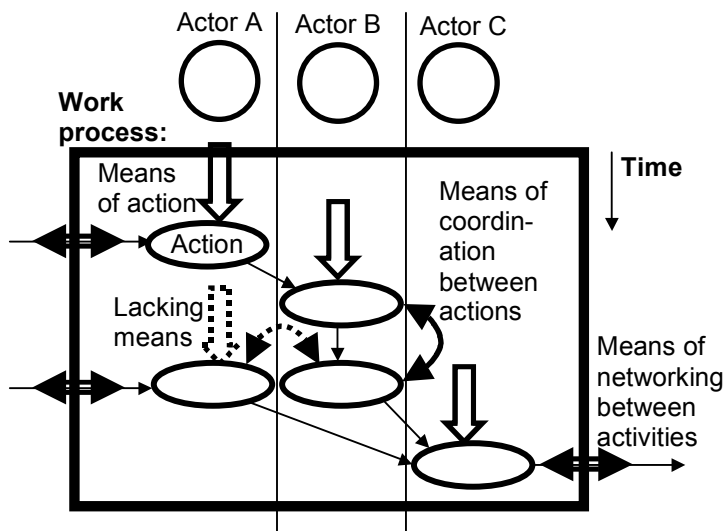 Actor A
Actor B
Actor C
Work
process:
Time
Means
of action
Means of
coordin-
ation
between
actions
Action
Lacking
means
Means of
networking
between
activities